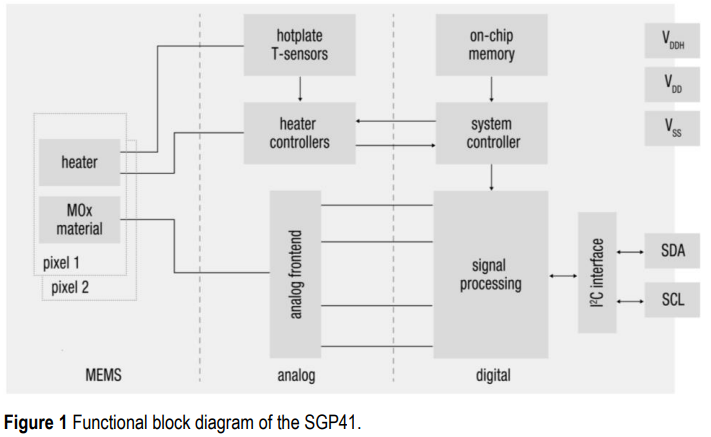 hotplate
T-sensors
on-chip
memory
V_DDH
V_DD
V_SS
heater
controllers
system
controller
heater
MOx
material
pixel 1
pixel 2
analog frontend
signal
processing
I²C interface
SDA
SCL
MEMS
analog
digital
Figure 1 Functional block diagram of the SGP41.